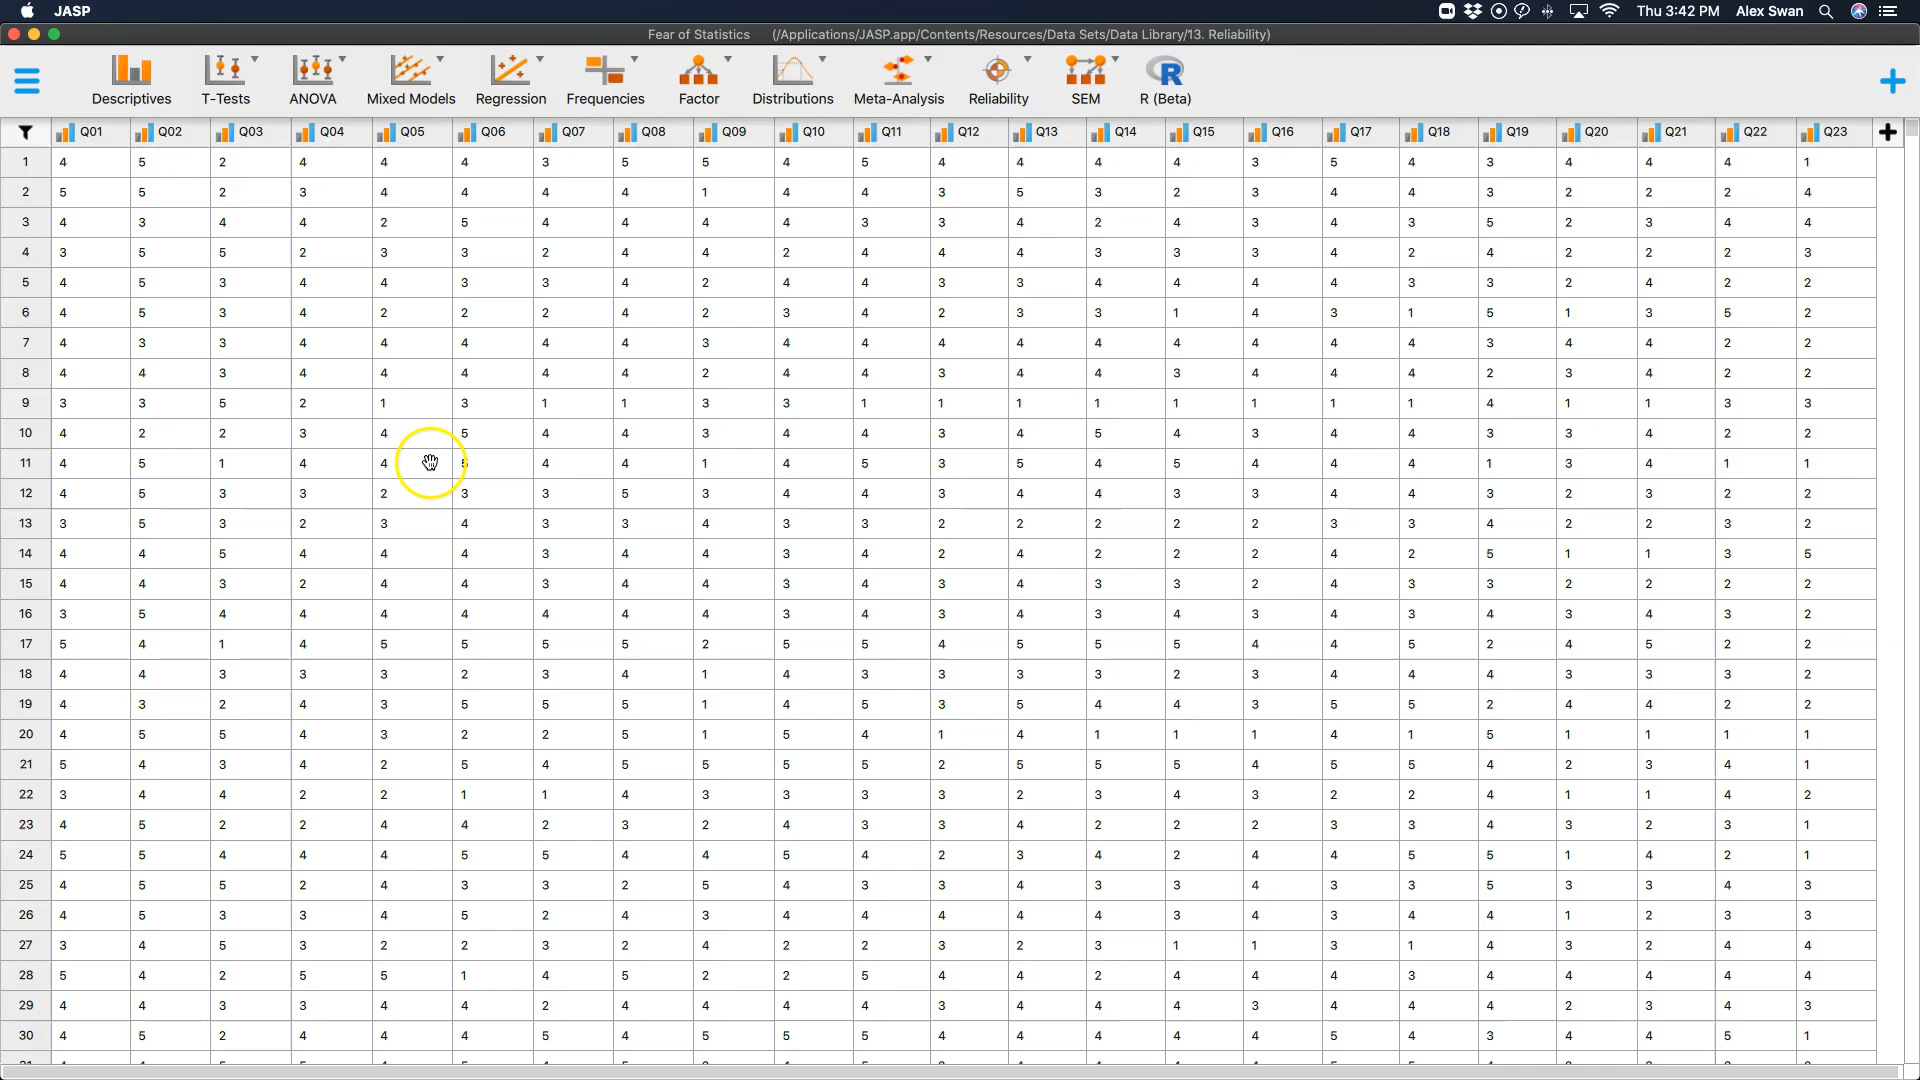 JASP Thu 3:42 PM Alex Swan
Fear of Statistics (/Applications/JASP.app/Contents/Resources/Data Sets/Data Library/13. Reliability)
Descriptives T-Tests ANOVA Mixed Models Regression Frequencies Factor Distributions Meta-Analysis Reliability SEM R (Beta)
Q01 Q02 Q03 Q04 Q05 Q06 Q07 Q08 Q09 Q10 Q11 Q12 Q13 Q14 Q15 Q16 Q17 Q18 Q19 Q20 Q21 Q22 Q23
1 4 5 2 4 4 4 3 5 5 4 5 4 4 4 4 3 5 4 3 4 4 4 1
2 5 5 2 3 4 4 4 4 1 4 4 3 5 3 2 3 4 4 3 2 2 2 4
3 4 3 4 4 2 5 4 4 4 4 3 3 4 2 4 3 4 3 5 2 3 4 4
4 3 5 5 2 3 3 2 4 4 2 4 4 4 3 3 3 4 2 4 2 2 2 3
5 4 5 3 4 4 3 3 4 2 4 4 3 3 4 4 4 4 3 3 2 4 2 2
6 4 5 3 4 2 2 2 4 2 3 4 2 3 3 1 4 3 1 5 1 3 5 2
7 4 3 3 4 4 4 4 4 3 4 4 4 4 4 4 4 4 4 3 4 4 2 2
8 4 4 3 4 4 4 4 4 2 4 4 3 4 4 3 4 4 4 2 3 4 2 2
9 3 3 5 2 1 3 1 1 3 3 1 1 1 1 1 1 1 1 4 1 1 3 3
10 4 2 2 3 4 5 4 4 3 4 4 3 4 5 4 3 4 4 3 3 4 2 2
11 4 5 1 4 4 5 4 4 1 4 5 3 5 4 5 4 4 4 1 3 4 1 1
12 4 5 3 3 2 3 3 5 3 4 4 3 4 4 3 3 4 4 3 2 3 2 2
13 3 5 3 2 3 4 3 3 4 3 3 2 2 2 2 2 3 3 4 2 2 3 2
14 4 4 5 4 4 4 3 4 4 3 4 2 4 2 2 2 4 2 5 1 1 3 5
15 4 4 3 2 4 4 3 4 4 3 4 3 4 3 3 2 4 3 3 2 2 2 2
16 3 5 4 4 4 4 4 4 4 3 4 3 4 3 4 3 4 3 4 3 4 3 2
17 5 4 1 4 5 5 5 5 2 5 5 4 5 5 5 4 4 5 2 4 5 2 2
18 4 4 3 3 3 2 3 4 1 4 3 3 3 3 2 3 4 4 4 3 3 3 2
19 4 3 2 4 3 5 5 5 1 4 5 3 5 4 4 3 5 5 2 4 4 2 2
20 4 5 5 4 3 2 2 5 1 5 4 1 4 1 1 1 4 1 5 1 1 1 1
21 5 4 3 4 2 5 4 5 5 5 5 2 5 5 5 4 5 5 4 2 3 4 1
22 3 4 4 2 2 1 1 4 3 3 3 3 2 3 4 3 2 2 4 1 1 4 2
23 4 5 2 2 4 4 2 3 2 4 3 3 4 2 2 2 3 3 4 3 2 3 1
24 5 5 4 4 4 5 5 4 4 5 4 2 3 4 2 4 4 5 5 1 4 2 1
25 4 5 5 2 4 3 3 2 5 4 3 3 4 3 3 4 3 3 5 3 3 4 3
26 4 5 3 3 4 5 2 4 3 4 4 4 4 4 3 4 3 4 4 1 2 3 3
27 3 4 5 3 2 2 3 2 4 2 2 3 2 3 1 1 3 1 4 3 2 4 4
28 5 4 2 5 5 1 4 5 2 2 5 4 4 2 4 4 4 3 4 4 4 4 4
29 4 4 3 3 4 4 2 4 4 4 4 3 4 4 4 3 4 4 4 2 3 4 3
30 4 5 2 4 4 4 5 4 5 5 5 4 4 4 4 4 5 4 3 4 4 5 1